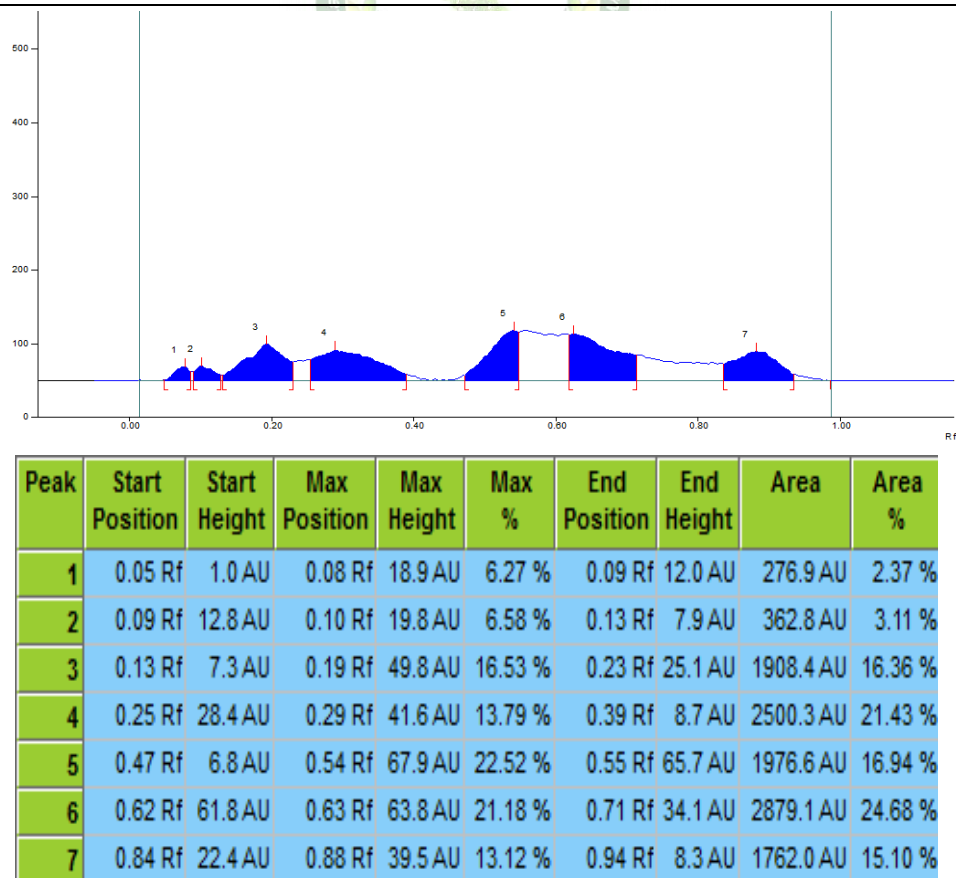 500
400
300
200
100
0
1 2 3 4 5 6 7
0.00 0.20 0.40 0.60 0.80 1.00
Rf
Peak Start Position Start Height Max Position Max Height Max % End Position End Height Area Area %
1 0.05 Rf 1.0 AU 0.08 Rf 18.9 AU 6.27 % 0.09 Rf 12.0 AU 276.9 AU 2.37 %
2 0.09 Rf 12.8 AU 0.10 Rf 19.8 AU 6.58 % 0.13 Rf 7.9 AU 362.8 AU 3.11 %
3 0.13 Rf 7.3 AU 0.19 Rf 49.8 AU 16.53 % 0.23 Rf 25.1 AU 1908.4 AU 16.36 %
4 0.25 Rf 28.4 AU 0.29 Rf 41.6 AU 13.79 % 0.39 Rf 8.7 AU 2500.3 AU 21.43 %
5 0.47 Rf 6.8 AU 0.54 Rf 67.9 AU 22.52 % 0.55 Rf 65.7 AU 1976.6 AU 16.94 %
6 0.62 Rf 61.8 AU 0.63 Rf 63.8 AU 21.18 % 0.71 Rf 34.1 AU 2879.1 AU 24.68 %
7 0.84 Rf 22.4 AU 0.88 Rf 39.5 AU 13.12 % 0.94 Rf 8.3 AU 1762.0 AU 15.10 %